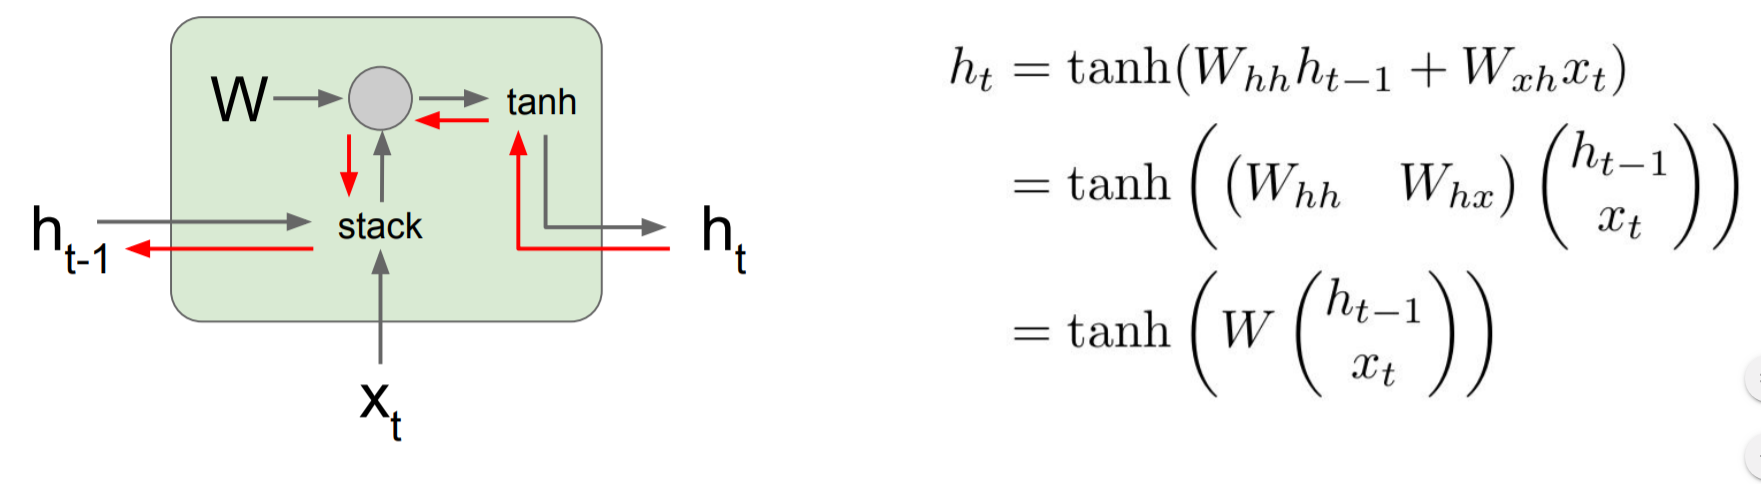 W
tanh
h_{t-1}
stack
h_t
x_t
h_t = tanh(W_{hh}h_{t-1} + W_{xh}x_t)
= tanh ( (W_{hh} W_{hx}) ( h_{t-1} x_t ) )
= tanh ( W ( h_{t-1} x_t ) )